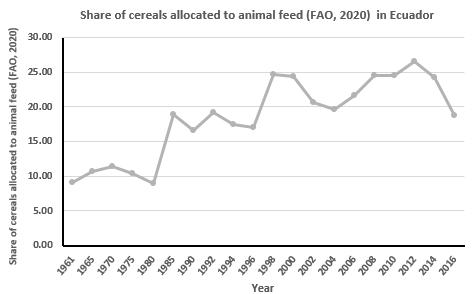 Share of cereals allocated to animal feed (FAO, 2020)  in Ecuador
Share of cereals allocated to animal feed (FAO, 2020)
30.00
25.00
20.00
15.00
10.00
5.00
0.00
1961 1965 1970 1975 1980 1985 1990 1992 1994 1996 1998 2000 2002 2004 2006 2008 2010 2012 2014 2016
Year